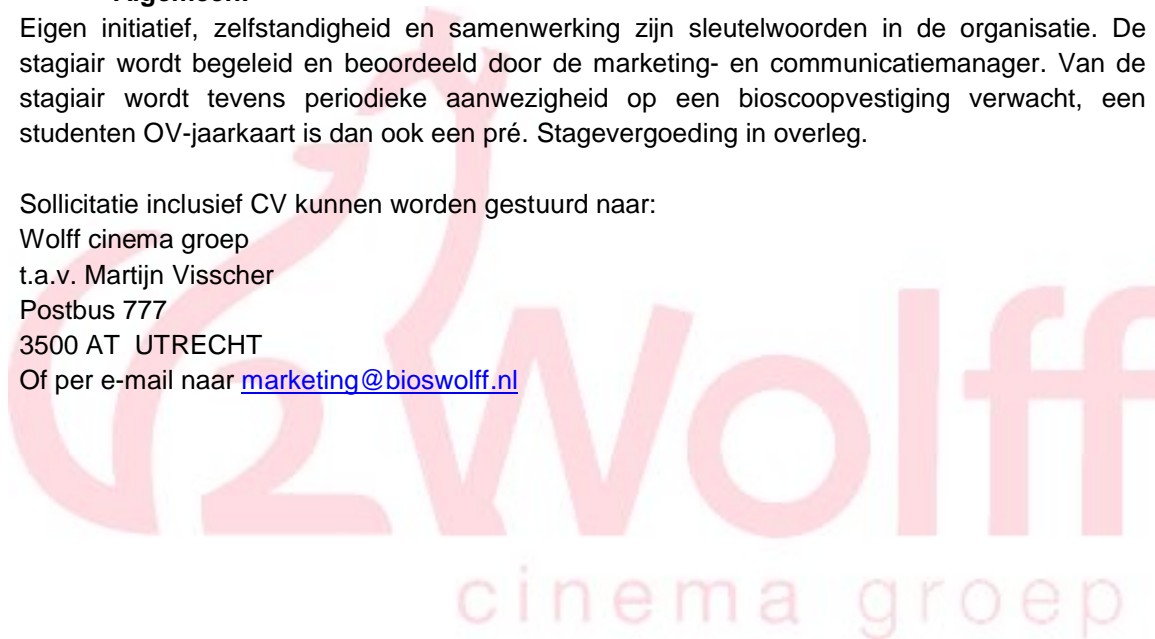 Algemeen:
Eigen initiatief, zelfstandigheid en samenwerking zijn sleutelwoorden in de organisatie. De
stagiair wordt begeleid en beoordeeld door de marketing- en communicatiemanager. Van de
stagiair wordt tevens periodieke aanwezigheid op een bioscoopvestiging verwacht, een
studenten OV-jaarkaart is dan ook een pré. Stagevergoeding in overleg.
Sollicitatie inclusief CV kunnen worden gestuurd naar:
Wolff cinema groep
t.a.v. Martijn Visscher
Postbus 777
3500 AT UTRECHT
Of per e-mail naar marketing@bioswolff.nl
Wolff
cinema groep